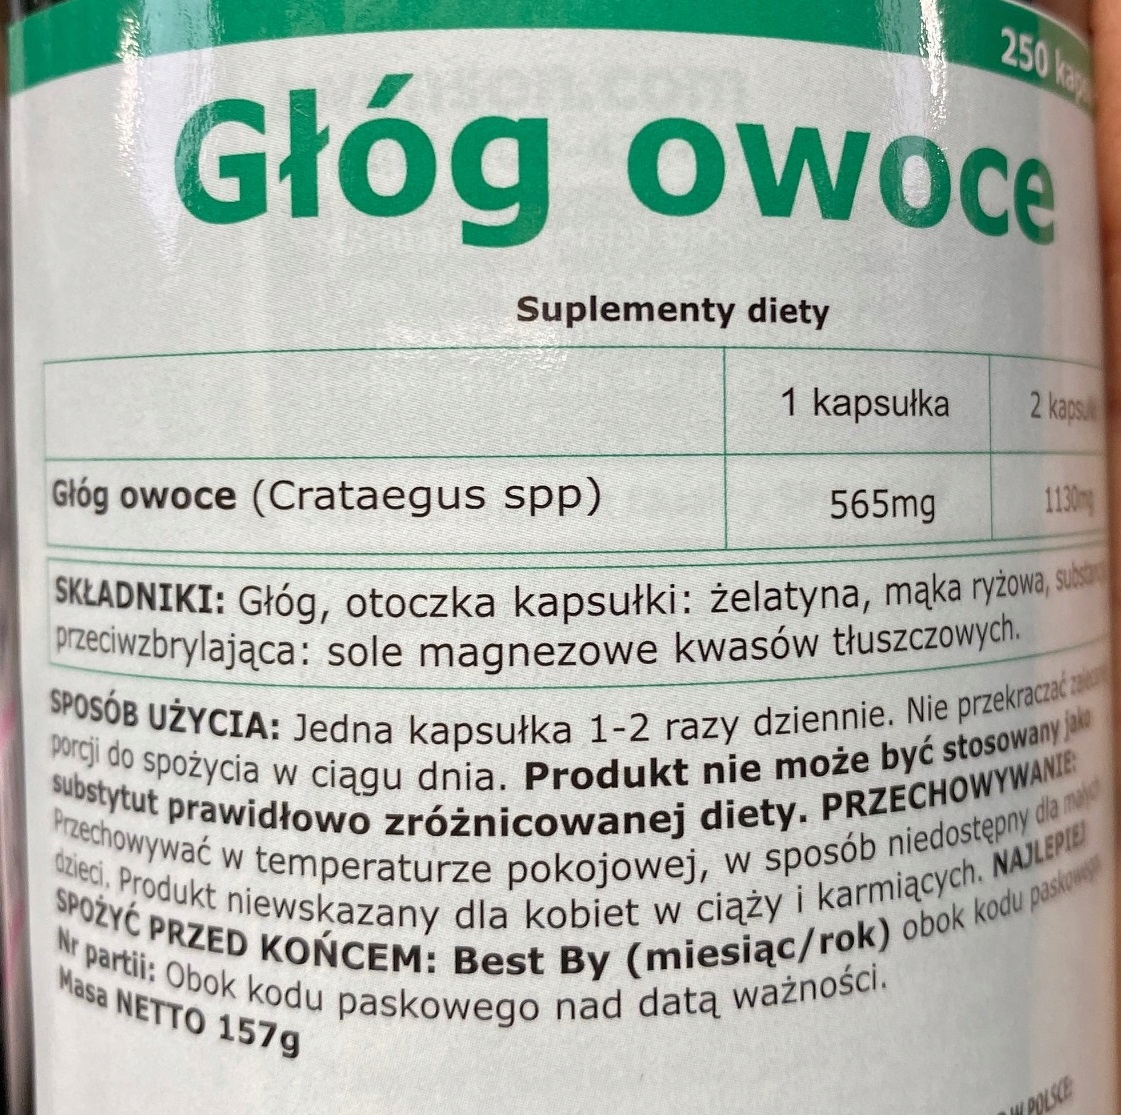 250
Głóg owoce
Suplementy diety
1 kapsułka 2
Głóg owoce (Crataegus spp) 565mg 1130mg
SKŁADNIKI: Głóg, otoczka kapsułki: żelatyna, mąka ryżowa,
przeciwzbrylająca: sole magnezowe kwasów tłuszczowych.
SPOSÓB UŻYCIA: Jedna kapsułka 1-2 razy dziennie. Nie przekraczać
porcji do spożycia w ciągu dnia. Produkt nie może być stosowany jako
substytut prawidłowo zróżnicowanej diety. PRZECHOWYWANIE:
Przechowywać w temperaturze pokojowej, w sposób niedostępny dla małych
dzieci. Produkt niewskazany dla kobiet w ciąży i karmiących. NAJLEPIEJ
SPOŻYĆ PRZED KOŃCEM: Best By (miesiąc/rok) obok kodu paskowego
Nr partii: Obok kodu paskowego nad datą ważności.
Masa NETTO 157g
W POLSCE: